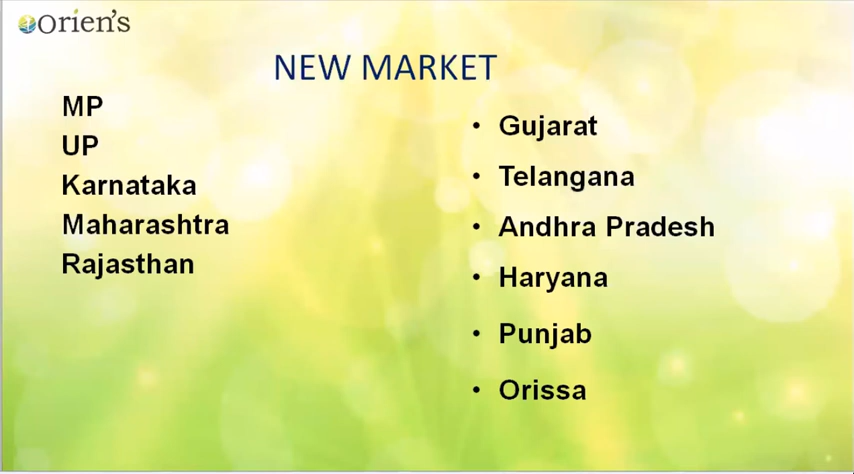 Orien's
NEW MARKET
MP
UP
Karnataka
Maharashtra
Rajasthan
• Gujarat
• Telangana
• Andhra Pradesh
• Haryana
• Punjab
• Orissa